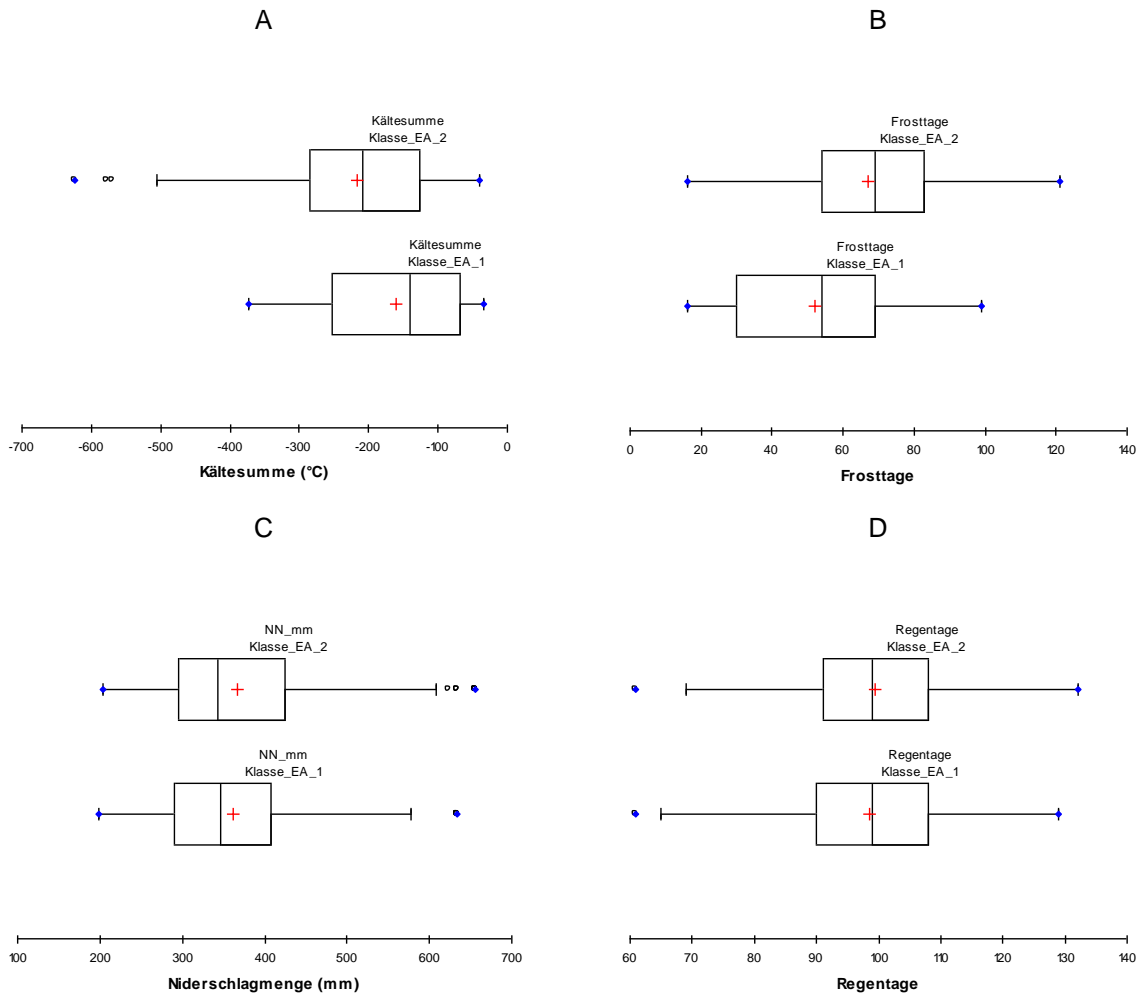 A
Kältesumme
Klasse_EA_2
Kältesumme
Klasse_EA_1
-700 -600 -500 -400 -300 -200 -100 0
Kältesumme (°C)
B
Frosttage
Klasse_EA_2
Frosttage
Klasse_EA_1
0 20 40 60 80 100 120 140
Frosttage
C
NN_mm
Klasse_EA_2
NN_mm
Klasse_EA_1
100 200 300 400 500 600 700
Niderschlagmenge (mm)
D
Regentage
Klasse_EA_2
Regentage
Klasse_EA_1
60 70 80 90 100 110 120 130 140
Regentage